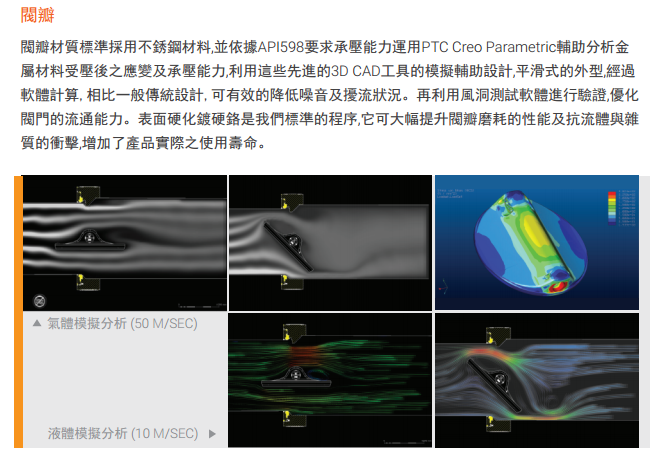 閥瓣
閥瓣材質標準採用不銹鋼材料,並依據API598要求承壓能力運用PTC Creo Parametric輔助分析金
屬材料受壓後之應變及承壓能力,利用這些先進的3D CAD工具的模擬輔助設計,平滑式的外型,經過
軟體計算, 相比一般傳統設計, 可有效的降低噪音及擾流狀況。再利用風洞測試軟體進行驗證,優化
閥門的流通能力。表面硬化鍍硬鉻是我們標準的程序,它可大幅提升閥瓣磨耗的性能及抗流體與雜
質的衝擊,增加了產品實際之使用壽命。
▲ 氣體模擬分析 (50 M/SEC)
液體模擬分析 (10 M/SEC) ▶